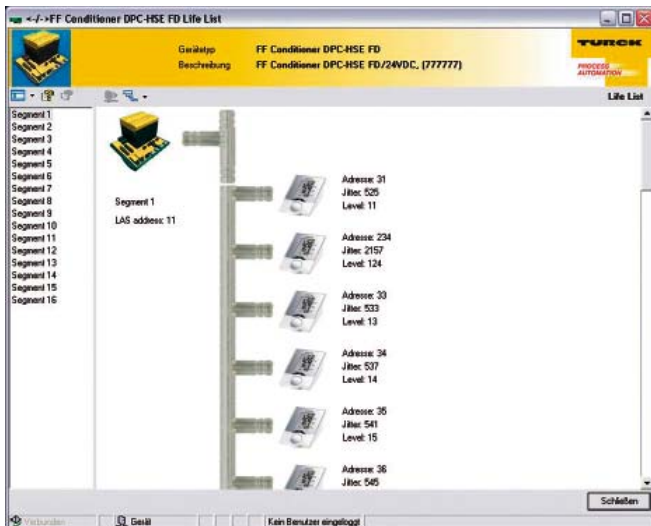 <-/->FF Conditioner DPC-HSE FD Life List
Gerätetyp FF Conditioner DPC-HSE FD
Beschreibung FF Conditioner DPC-HSE FD/24VDC, (777777)
TURCK
PROCESS
AUTOMATION
Life List
Segment 1
Segment 2
Segment 3
Segment 4
Segment 5
Segment 6
Segment 7
Segment 8
Segment 9
Segment 10
Segment 11
Segment 12
Segment 13
Segment 14
Segment 15
Segment 16
Segment 1
LAS address: 11
Adresse: 31
Jitter: 525
Level: 11
Adresse: 234
Jitter: 2157
Level: 124
Adresse: 33
Jitter: 533
Level: 13
Adresse: 34
Jitter: 537
Level: 14
Adresse: 35
Jitter: 541
Level: 15
Adresse: 36
Jitter: 545
Schließen
Verbunden
Gerät
Kein Benutzer eingeloggt